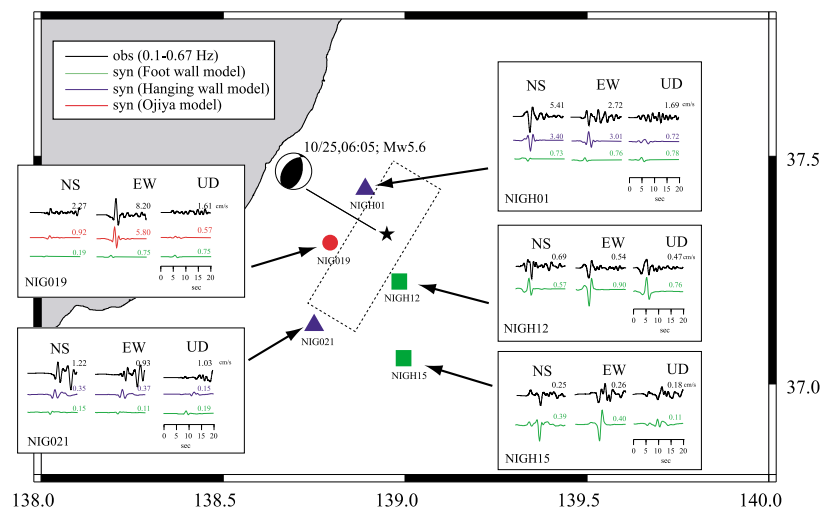 obs (0.1-0.67 Hz)
syn (Foot wall model)
syn (Hanging wall model)
syn (Ojiya model)
10/25,06:05; Mw5.6
NS EW UD
5.41 2.72 1.69 cm/s
3.40 3.01 0.72
0.73 0.76 0.78
0 5 10 15 20
sec
NIGH01
NS EW UD
2.27 8.20 1.61 cm/s
0.92 5.80 0.57
0.19 0.75 0.75
0 5 10 15 20
sec
NIG019
NIGH01
NIG019
NIGH12
NIG021
NIGH15
NS EW UD
0.69 0.54 0.47 cm/s
0.57 0.90 0.76
0 5 10 15 20
sec
NIGH12
NS EW UD
1.22 0.93 1.03 cm/s
0.35 0.37 0.15
0.15 0.11 0.19
0 5 10 15 20
sec
NIG021
NS EW UD
0.25 0.26 0.18 cm/s
0.39 0.40 0.11
0 5 10 15 20
sec
NIGH15
37.5
37.0
138.0 138.5 139.0 139.5 140.0